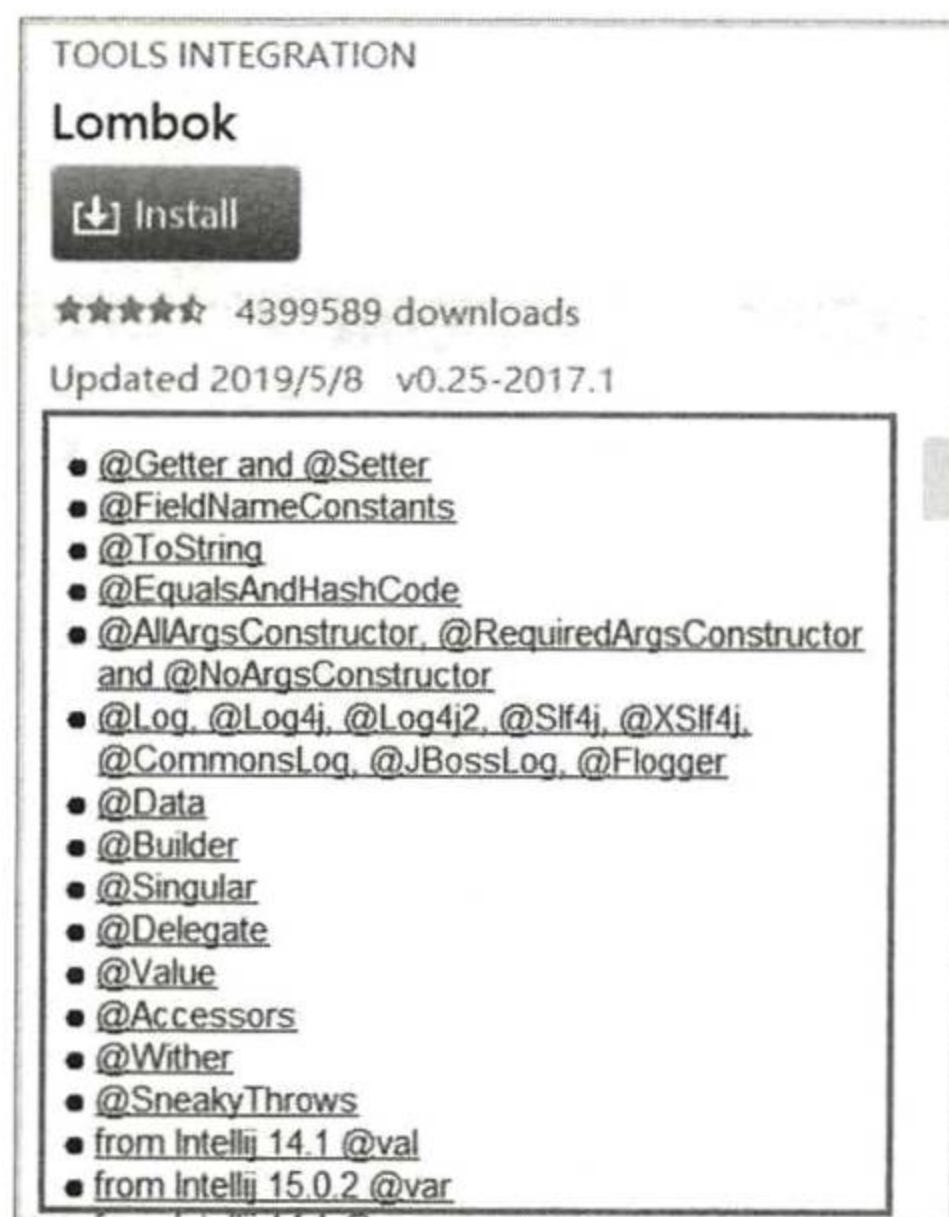 TOOLS INTEGRATION
Lombok
Install
4399589 downloads
Updated 2019/5/8 v0.25-2017.1
@Getter and @Setter
@FieldNameConstants
@ToString
@EqualsAndHashCode
@AllArgsConstructor, @RequiredArgsConstructor
and @NoArgsConstructor
@Log, @Log4j, @Log4j2, @Slf4j, @XSlf4j,
@CommonsLog, @JBossLog, @Flogger
@Data
@Builder
@Singular
@Delegate
@Value
@Accessors
@Wither
@SneakyThrows
from Intellij 14.1 @val
from Intellij 15.0.2 @var